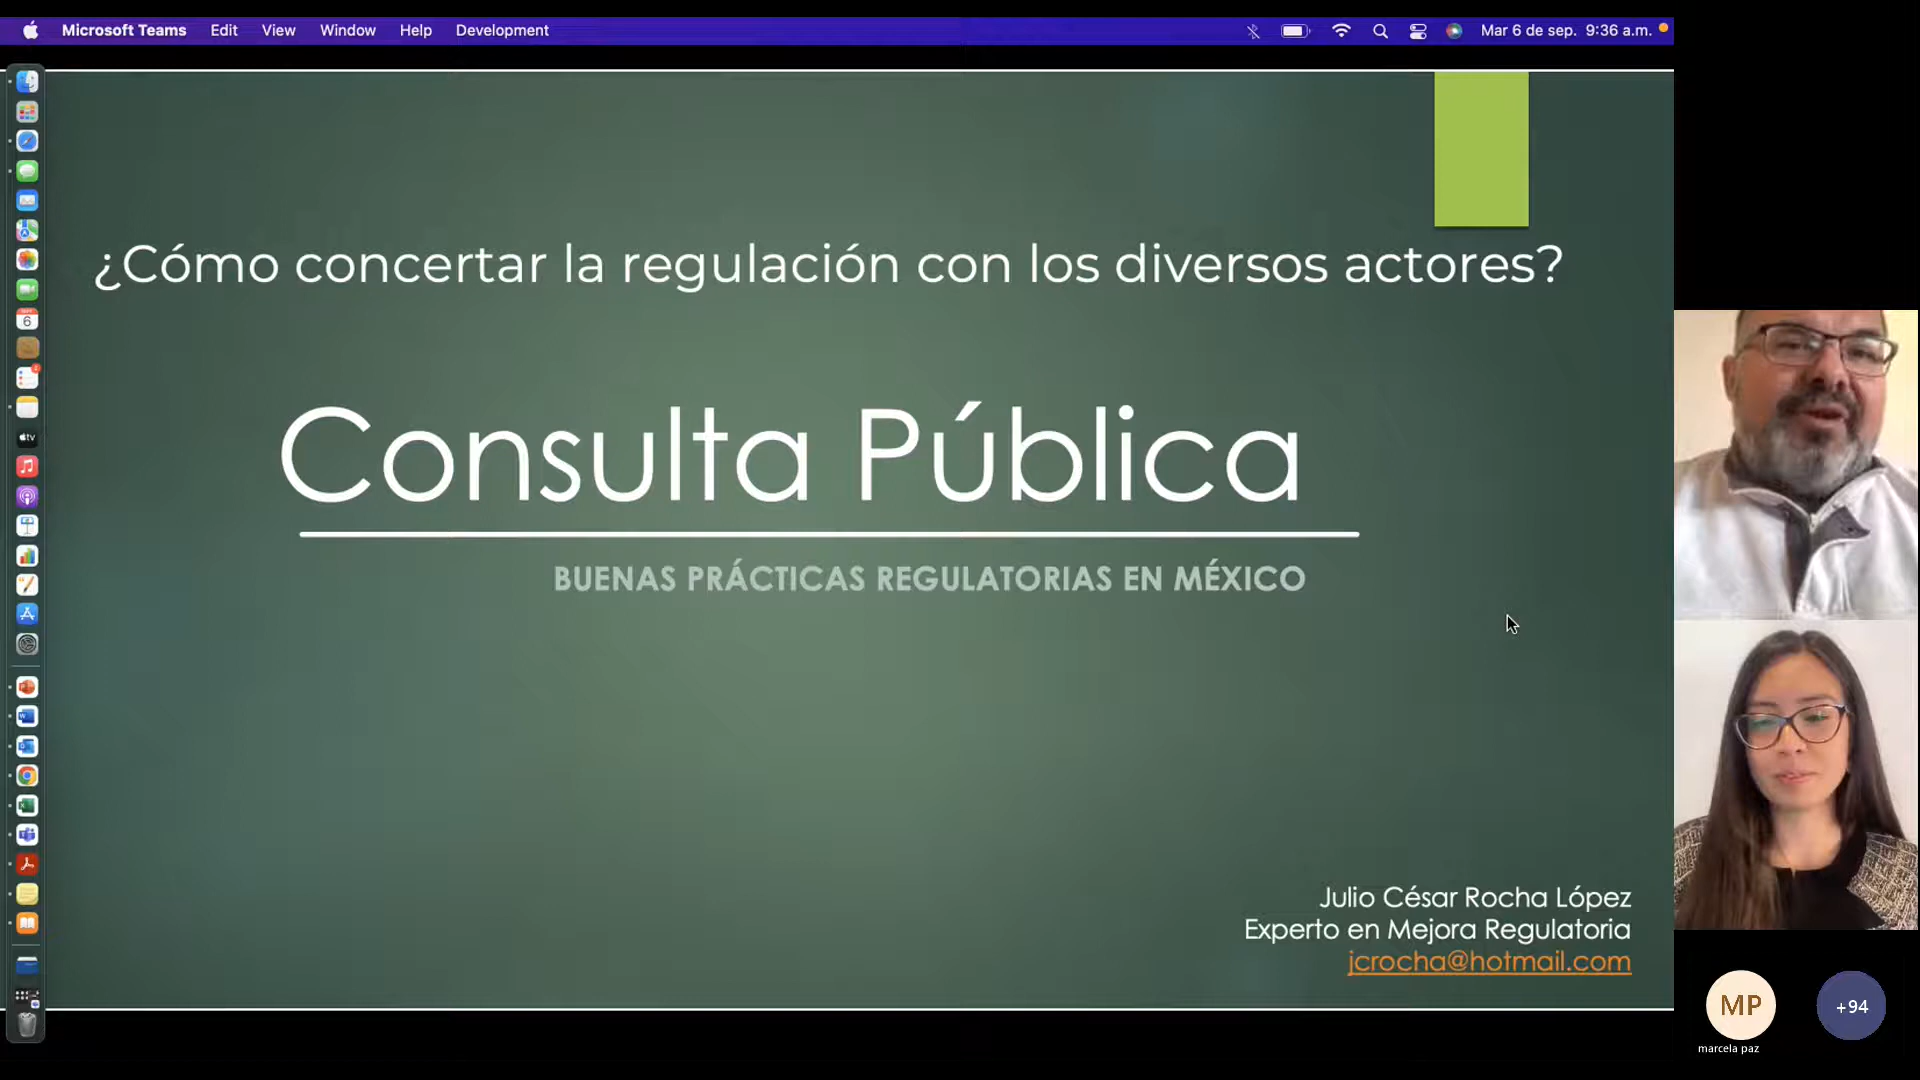 Microsoft Teams Edit View Window Help Development
Mar 6 de sep. 9:36 a.m.
6
tv
¿Cómo concertar la regulación con los diversos actores?
Consulta Pública
BUENAS PRÁCTICAS REGULATORIAS EN MÉXICO
Julio César Rocha López
Experto en Mejora Regulatoria
jcrocha@hotmail.com
MP
+94
marcela paz